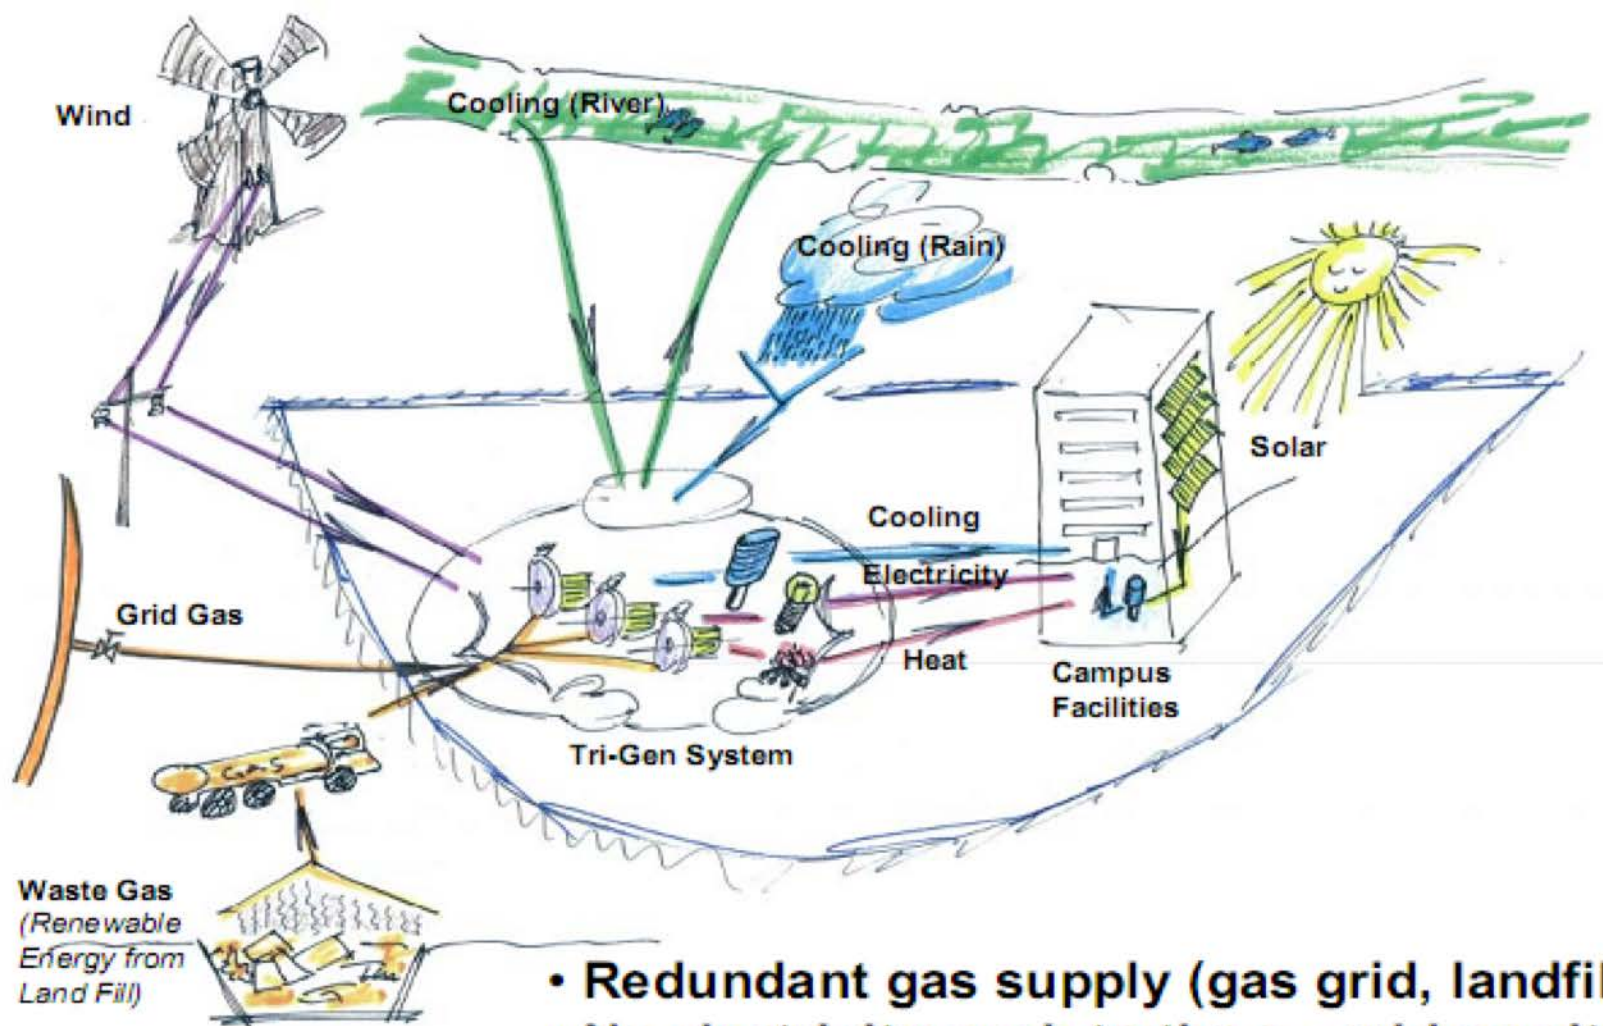 Wind
Cooling (River)
Cooling (Rain)
Solar
Cooling
Electricity
Grid Gas
Heat
Campus
Facilities
Tri-Gen System
GAS
Waste Gas
(Renewable
Energy from
Land Fill)
• Redundant gas supply (gas grid, landfil